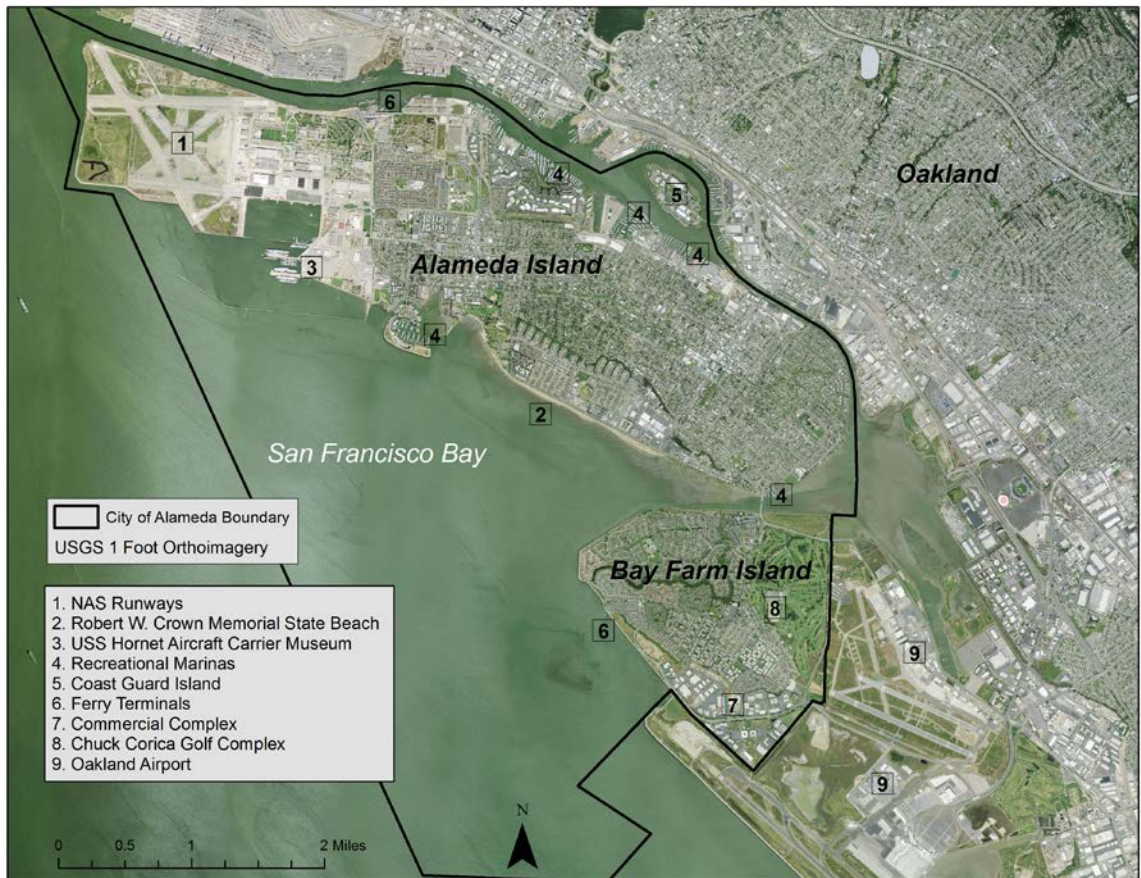 6
1
4
5
Oakland
4
4
3
Alameda Island
4
2
San Francisco Bay
4
City of Alameda Boundary
USGS 1 Foot Orthoimagery
Bay Farm Island
8
6
9
7
9
1. NAS Runways
2. Robert W. Crown Memorial State Beach
3. USS Hornet Aircraft Carrier Museum
4. Recreational Marinas
5. Coast Guard Island
6. Ferry Terminals
7. Commercial Complex
8. Chuck Corica Golf Complex
9. Oakland Airport
N
0 0.5 1 2 Miles